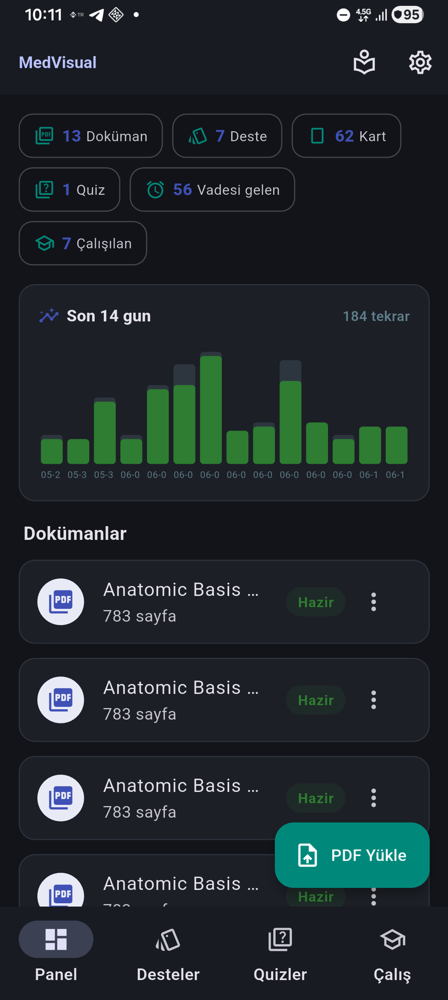 10:11 TR 4.5G 95
MedVisual
PDF 13 Doküman 7 Deste 62 Kart
? 1 Quiz 56 Vadesi gelen
7 Çalışılan
Son 14 gun 184 tekrar
05-2 05-3 05-3 06-0 06-0 06-0 06-0 06-0 06-0 06-0 06-0 06-0 06-1 06-1
Dokümanlar
Anatomic Basis ...
PDF Hazir
783 sayfa
Anatomic Basis ...
PDF Hazir
783 sayfa
Anatomic Basis ...
PDF Hazir
783 sayfa
PDF Yükle
Anatomic Basis ...
PDF Hazir
?
Panel Desteler Quizler Çalış